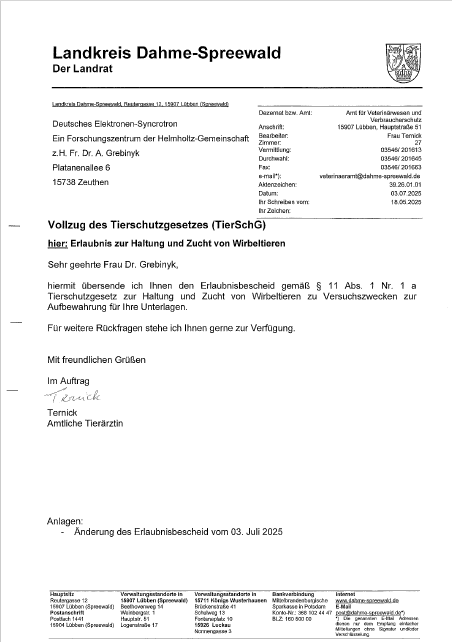 Landkreis Dahme-Spreewald
Der Landrat
Landkreis Dahme-Spreewald, Reutergasse 12, 15907 Lübben (Spreewald)
Deutsches Elektronen-Syncrotron
Ein Forschungszentrum der Helmholtz-Gemeinschaft
z.H. Fr. Dr. A. Grebinyk
Platanenallee 6
15738 Zeuthen
Dezernat bzw. Amt: Amt für Veterinärwesen und Verbraucherschutz
Anschrift: 15907 Lübben, Hauptstraße 51
Bearbeiter: Frau Ternick
Zimmer: 27
Vermittlung: 03546/ 201613
Durchwahl: 03546/ 201645
Fax: 03546/ 201663
e-mail*): veterinaeramt@dahme-spreewald.de
Aktenzeichen: 39.26.01.01
Datum: 03.07.2025
Ihr Schreiben vom: 18.05.2025
Ihr Zeichen:
Vollzug des Tierschutzgesetzes (TierSchG)
hier: Erlaubnis zur Haltung und Zucht von Wirbeltieren
Sehr geehrte Frau Dr. Grebinyk,
hiermit übersende ich Ihnen den Erlaubnisbescheid gemäß § 11 Abs. 1 Nr. 1 a
Tierschutzgesetz zur Haltung und Zucht von Wirbeltieren zu Versuchszwecken zur
Aufbewahrung für Ihre Unterlagen.
Für weitere Rückfragen stehe ich Ihnen gerne zur Verfügung.
Mit freundlichen Grüßen
Im Auftrag
Ternick
Ternick
Amtliche Tierärztin
Anlagen:
- Änderung des Erlaubnisbescheid vom 03. Juli 2025
Hauptsitz
Reutergasse 12
15907 Lübben (Spreewald)
Postanschrift
Postfach 1441
15904 Lübben (Spreewald)
Verwaltungsstandorte in
15907 Lübben (Spreewald)
Beethovenweg 14
Weinbergstr. 1
Hauptstr. 51
Logenstraße 17
Verwaltungsstandorte in
15711 Königs Wusterhausen
Brückenstraße 41
Schulweg 13
Fontaneplatz 10
15926 Luckau
Nonnengasse 3
Bankverbindung
Mittelbrandenburgische
Sparkasse in Potsdam
Konto-Nr.: 368 102 44 47
BLZ: 160 500 00
Internet
www.dahme-spreewald.de
E-Mail
post@dahme-spreewald.de*)
*) Die genannten E-Mail Adressen
dienen nur dem Empfang einfacher
Mitteilungen ohne Signatur und/oder
Verschlüsselung